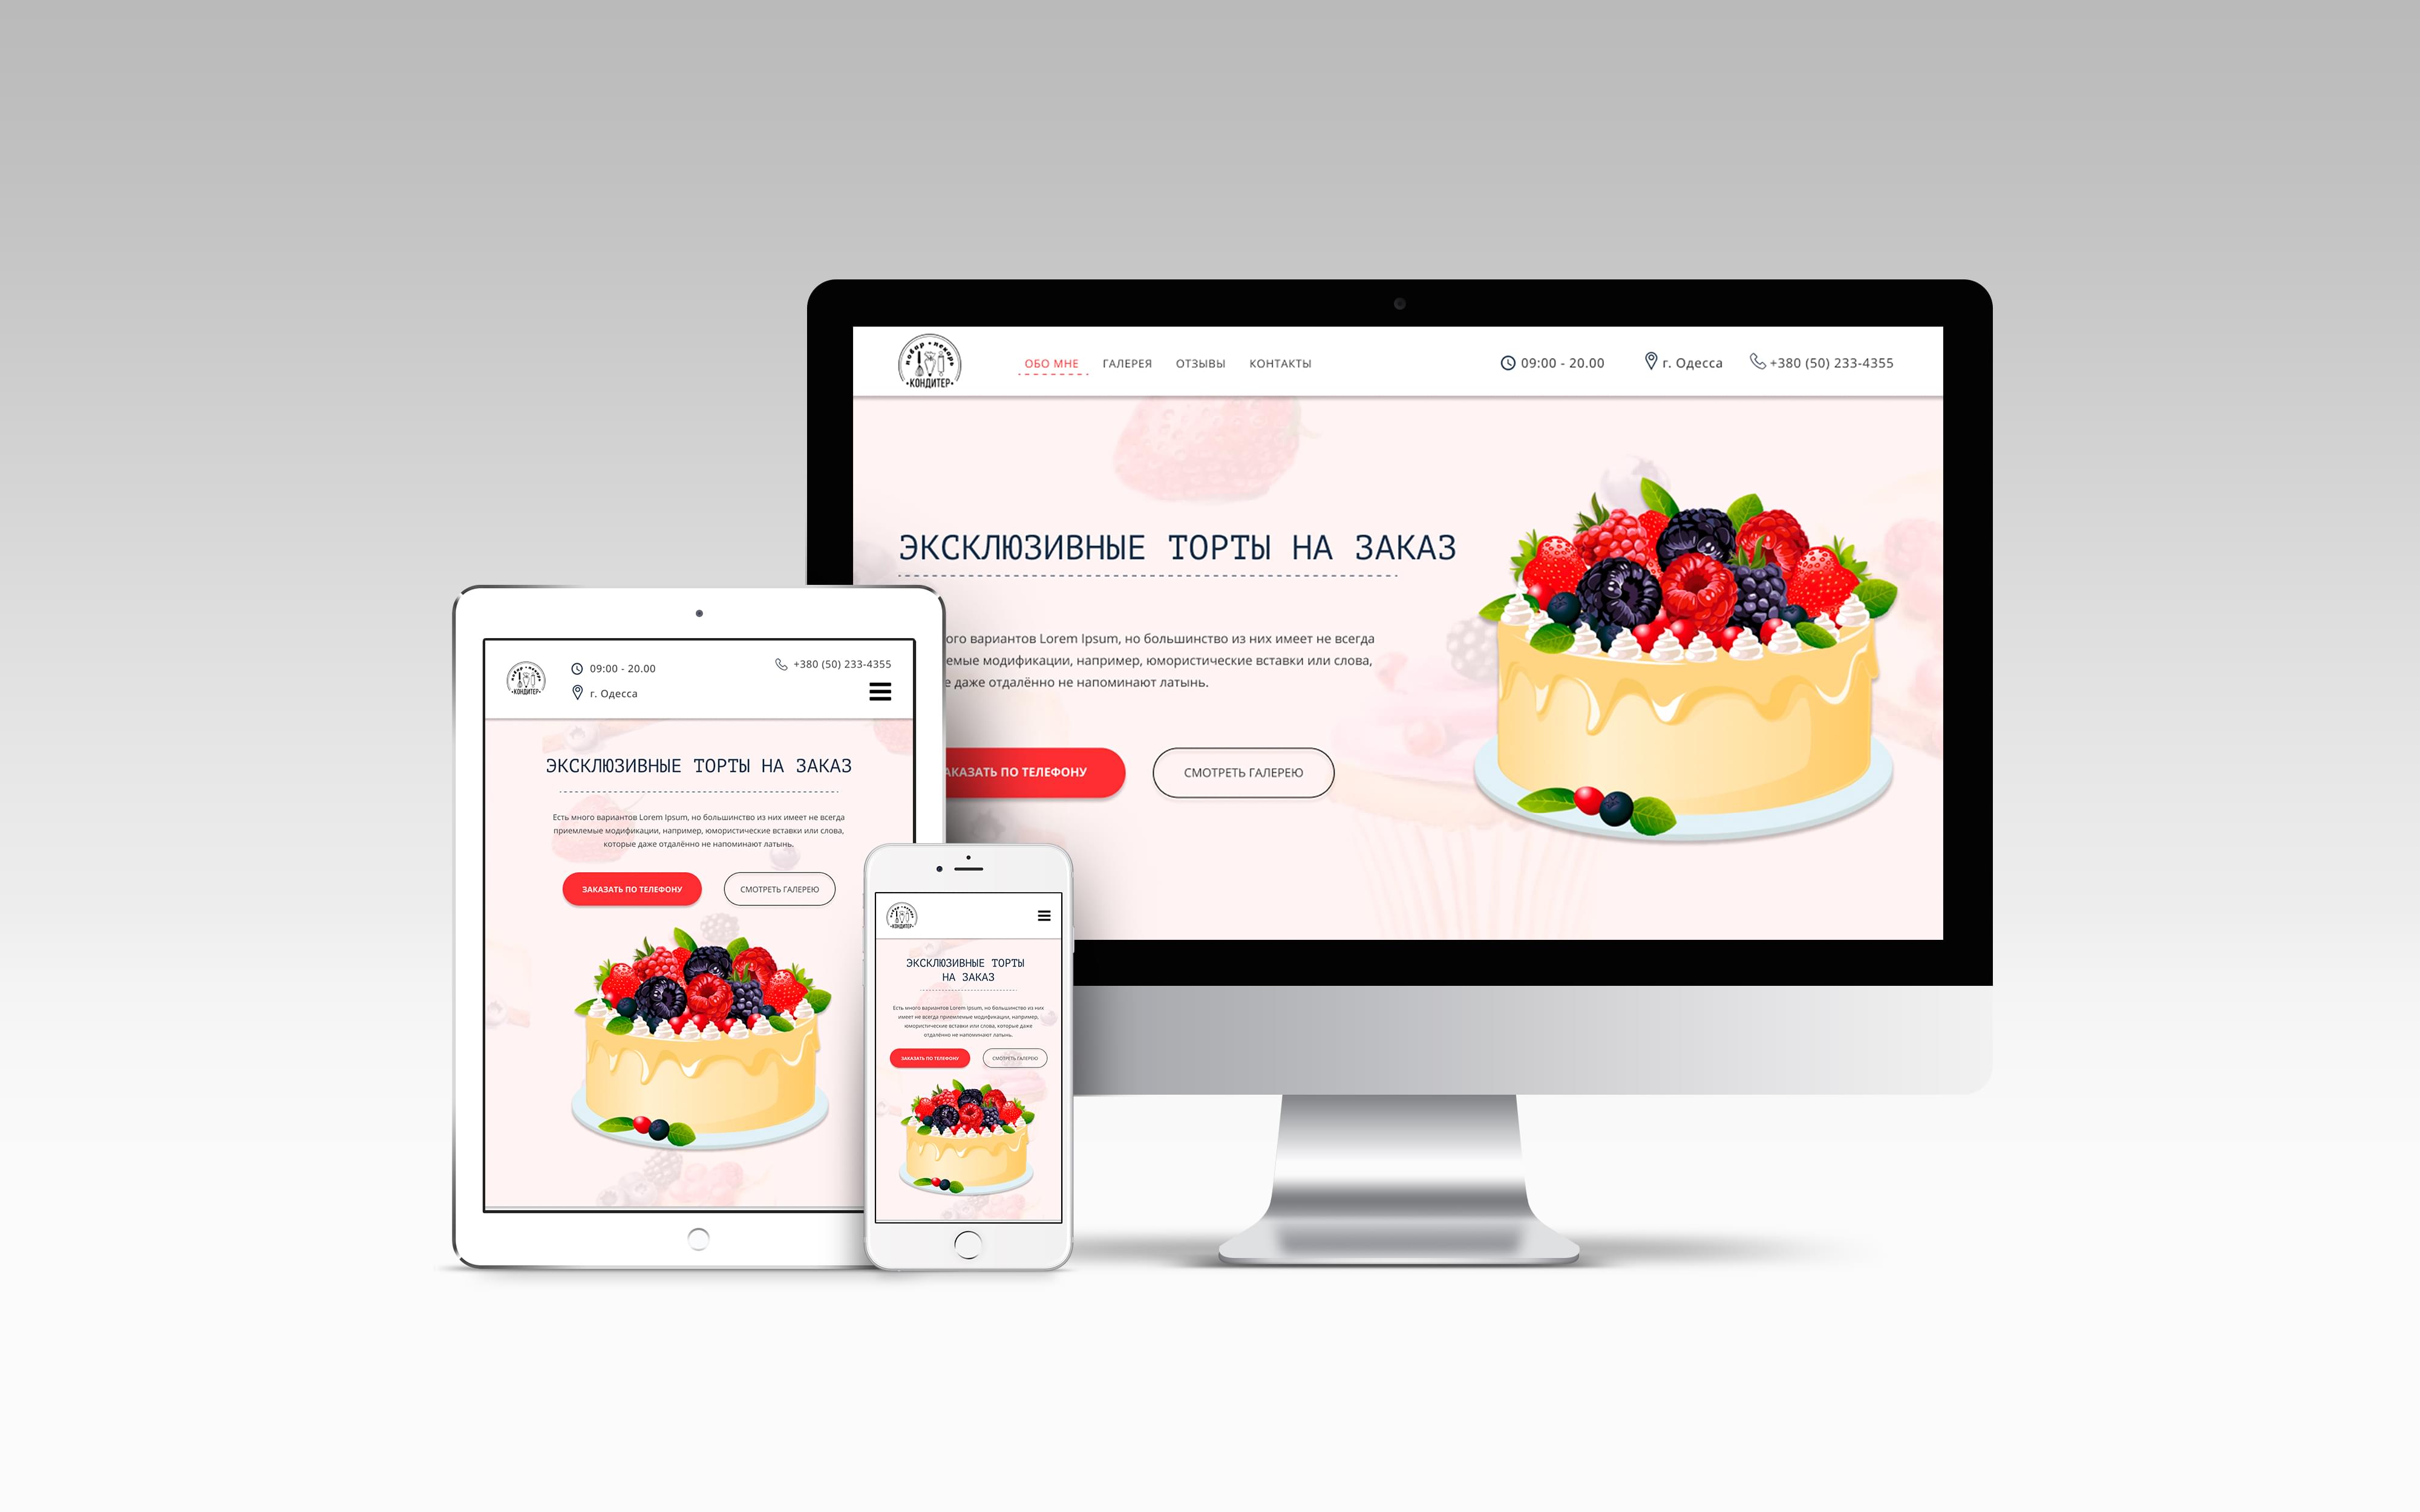 повар • пекарь
•КОНДИТЕР•
ОБО МНЕ ГАЛЕРЕЯ ОТЗЫВЫ КОНТАКТЫ
09:00 - 20.00 г. Одесса +380 (50) 233-4355
ЭКСКЛЮЗИВНЫЕ ТОРТЫ НА ЗАКАЗ
ого вариантов Lorem Ipsum, но большинство из них имеет не всегда
емые модификации, например, юмористические вставки или слова,
е даже отдалённо не напоминают латынь.
АКАЗАТЬ ПО ТЕЛЕФОНУ СМОТРЕТЬ ГАЛЕРЕЮ
повар • пекарь
•КОНДИТЕР•
09:00 - 20.00
г. Одесса
+380 (50) 233-4355
ЭКСКЛЮЗИВНЫЕ ТОРТЫ НА ЗАКАЗ
Есть много вариантов Lorem Ipsum, но большинство из них имеет не всегда
приемлемые модификации, например, юмористические вставки или слова,
которые даже отдалённо не напоминают латынь.
ЗАКАЗАТЬ ПО ТЕЛЕФОНУ СМОТРЕТЬ ГАЛЕРЕЮ
•КОНДИТЕР•
ЭКСКЛЮЗИВНЫЕ ТОРТЫ
НА ЗАКАЗ
Есть много вариантов Lorem Ipsum, но большинство из них
имеет не всегда приемлемые модификации, например,
юмористические вставки или слова, которые даже
отдалённо не напоминают латынь.
ЗАКАЗАТЬ ПО ТЕЛЕФОНУ СМОТРЕТЬ ГАЛЕРЕЮ